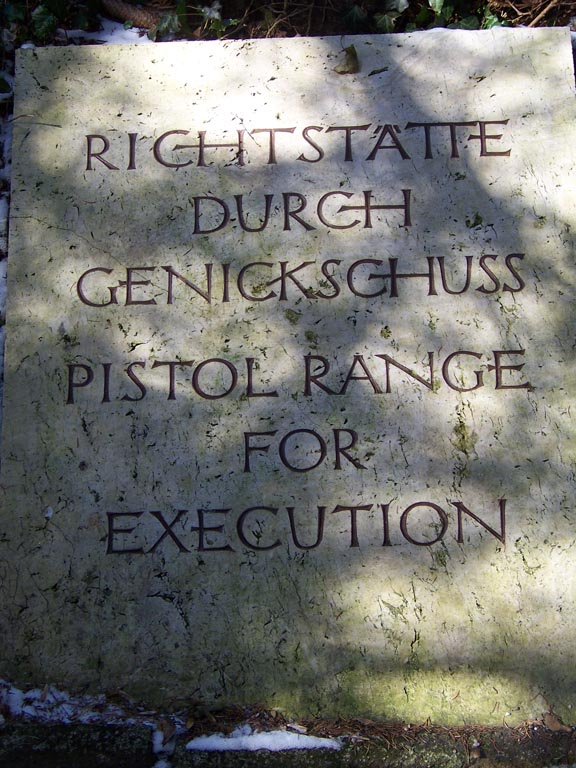 RICHTSTÄTTE
DURCH
GENICKSCHUSS
PISTOL RANGE
FOR
EXECUTION